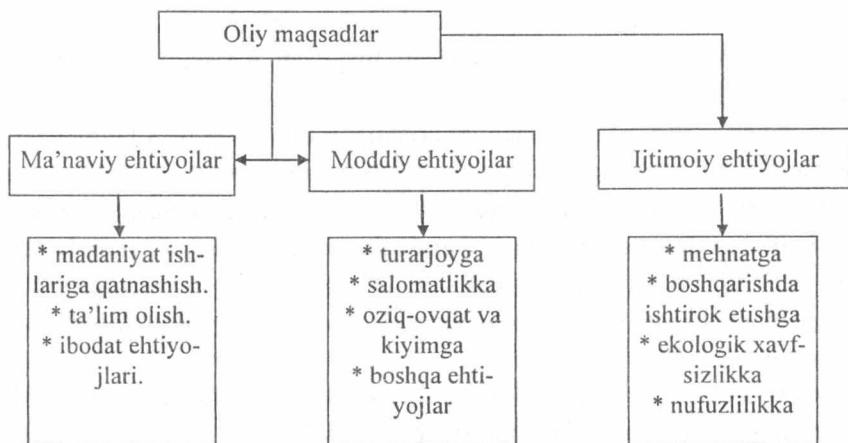 Oliy maqsadlar
Ma'naviy ehtiyojlar
Moddiy ehtiyojlar
Ijtimoiy ehtiyojlar
* madaniyat ish-
lariga qatnashish.
* ta'lim olish.
* ibodat ehtiyo-
jlari.
* turarjoyga
* salomatlikka
* oziq-ovqat va
kiyimga
* boshqa ehti-
yojlar
* mehnatga
* boshqarishda
ishtirok etishga
* ekologik xavf-
sizlikka
* nufuzlilikka